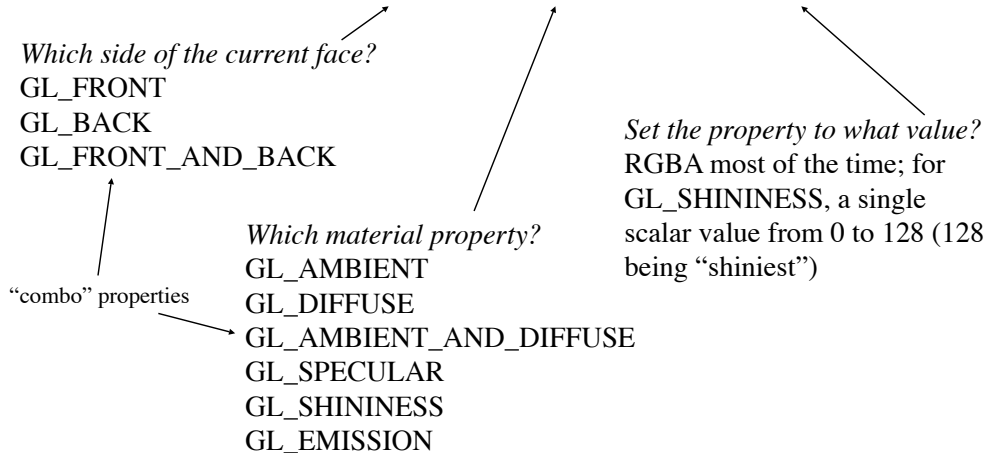 Which side of the current face?
GL_FRONT
GL_BACK
GL_FRONT_AND_BACK
Set the property to what value?
RGBA most of the time; for
GL_SHININESS, a single
scalar value from 0 to 128 (128
being “shiniest”)
Which material property?
GL_AMBIENT
GL_DIFFUSE
GL_AMBIENT_AND_DIFFUSE
GL_SPECULAR
GL_SHININESS
GL_EMISSION
“combo” properties